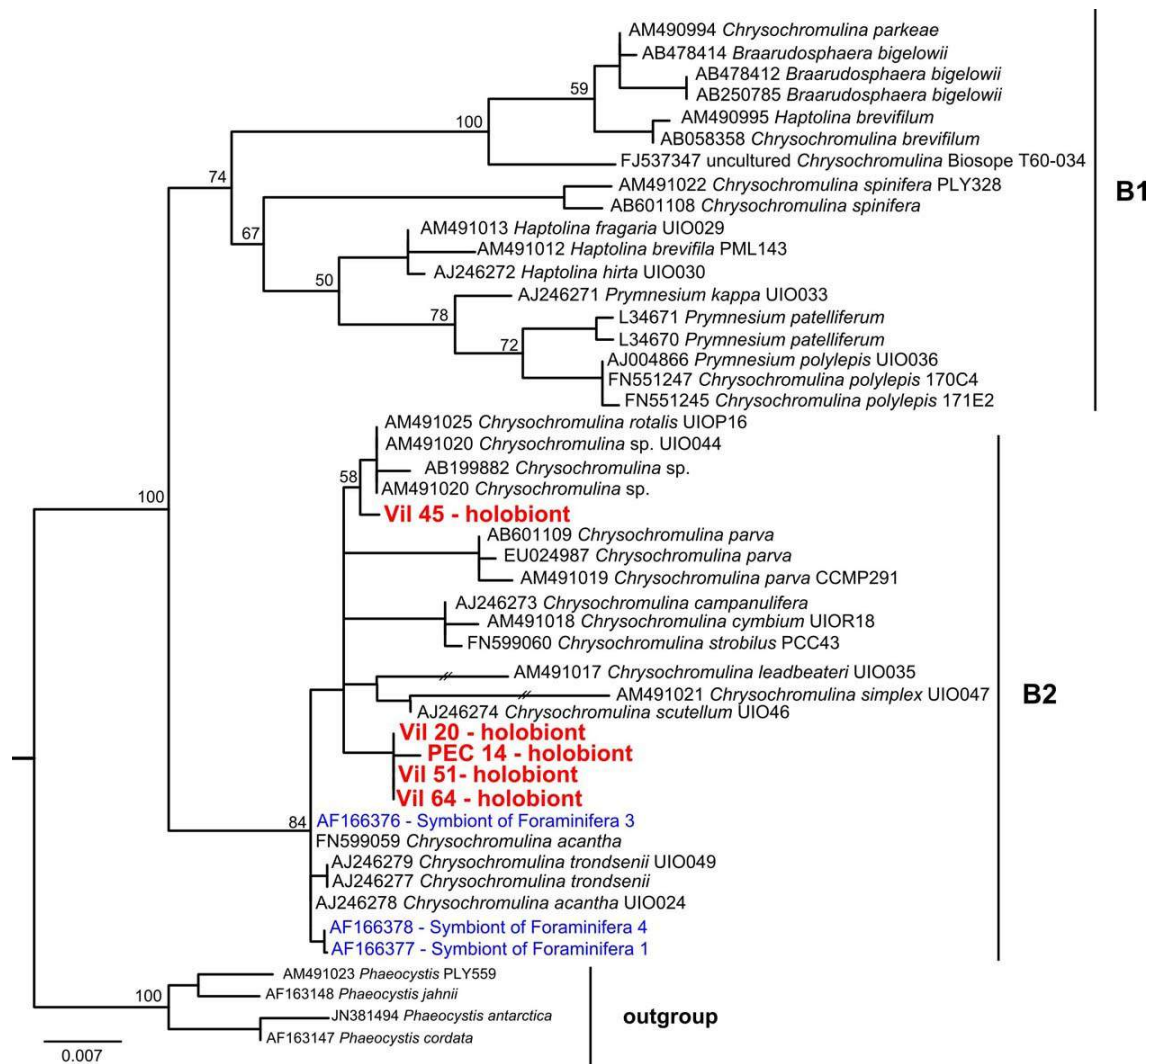 AM490994 Chrysochromulina parkeae
AB478414 Braarudosphaera bigelowii
AB478412 Braarudosphaera bigelowii
AB250785 Braarudosphaera bigelowii
59
AM490995 Haptolina brevifilum
AB058358 Chrysochromulina brevifilum
100
FJ537347 uncultured Chrysochromulina Biosope T60-034
74
AM491022 Chrysochromulina spinifera PLY328
AB601108 Chrysochromulina spinifera
B1
67
AM491013 Haptolina fragaria UIO029
AM491012 Haptolina brevifila PML143
AJ246272 Haptolina hirta UIO030
50
AJ246271 Prymnesium kappa UIO033
78
L34671 Prymnesium patelliferum
L34670 Prymnesium patelliferum
72
AJ004866 Prymnesium polylepis UIO036
FN551247 Chrysochromulina polylepis 170C4
FN551245 Chrysochromulina polylepis 171E2
AM491025 Chrysochromulina rotalis UIOP16
AM491020 Chrysochromulina sp. UIO044
58
AB199882 Chrysochromulina sp.
AM491020 Chrysochromulina sp.
100
Vil 45 - holobiont
AB601109 Chrysochromulina parva
EU024987 Chrysochromulina parva
AM491019 Chrysochromulina parva CCMP291
AJ246273 Chrysochromulina campanulifera
AM491018 Chrysochromulina cymbium UIOR18
FN599060 Chrysochromulina strobilus PCC43
AM491017 Chrysochromulina leadbeateri UIO035
AM491021 Chrysochromulina simplex UIO047
B2
AJ246274 Chrysochromulina scutellum UIO46
Vil 20 - holobiont
PEC 14 - holobiont
Vil 51- holobiont
Vil 64 - holobiont
84
AF166376 - Symbiont of Foraminifera 3
FN599059 Chrysochromulina acantha
AJ246279 Chrysochromulina trondsenii UIO049
AJ246277 Chrysochromulina trondsenii
AJ246278 Chrysochromulina acantha UIO024
AF166378 - Symbiont of Foraminifera 4
AF166377 - Symbiont of Foraminifera 1
AM491023 Phaeocystis PLY559
100
AF163148 Phaeocystis jahnii
JN381494 Phaeocystis antarctica
outgroup
AF163147 Phaeocystis cordata
0.007